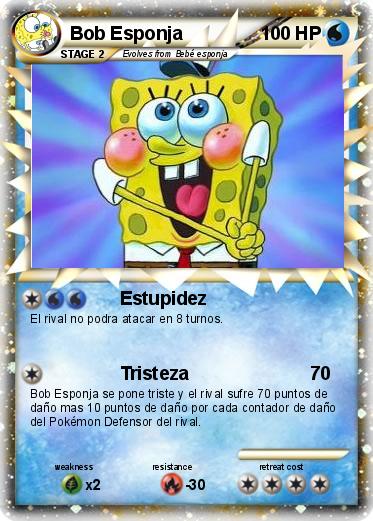 Bob Esponja 100 HP
STAGE 2 Evolves from Bebé esponja
Estupidez
El rival no podra atacar en 8 turnos.
Tristeza 70
Bob Esponja se pone triste y el rival sufre 70 puntos de
daño mas 10 puntos de daño por cada contador de daño
del Pokémon Defensor del rival.
weakness resistance retreat cost
x2 -30